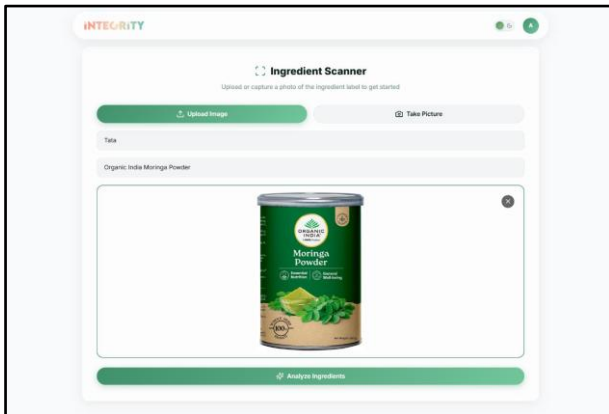 INTEGRITY
A
Ingredient Scanner
Upload or capture a photo of the ingredient label to get started
Upload Image
Take Picture
Tata
Organic India Moringa Powder
ORGANIC
INDIA
Moringa
Powder
100%
Analyze Ingredients